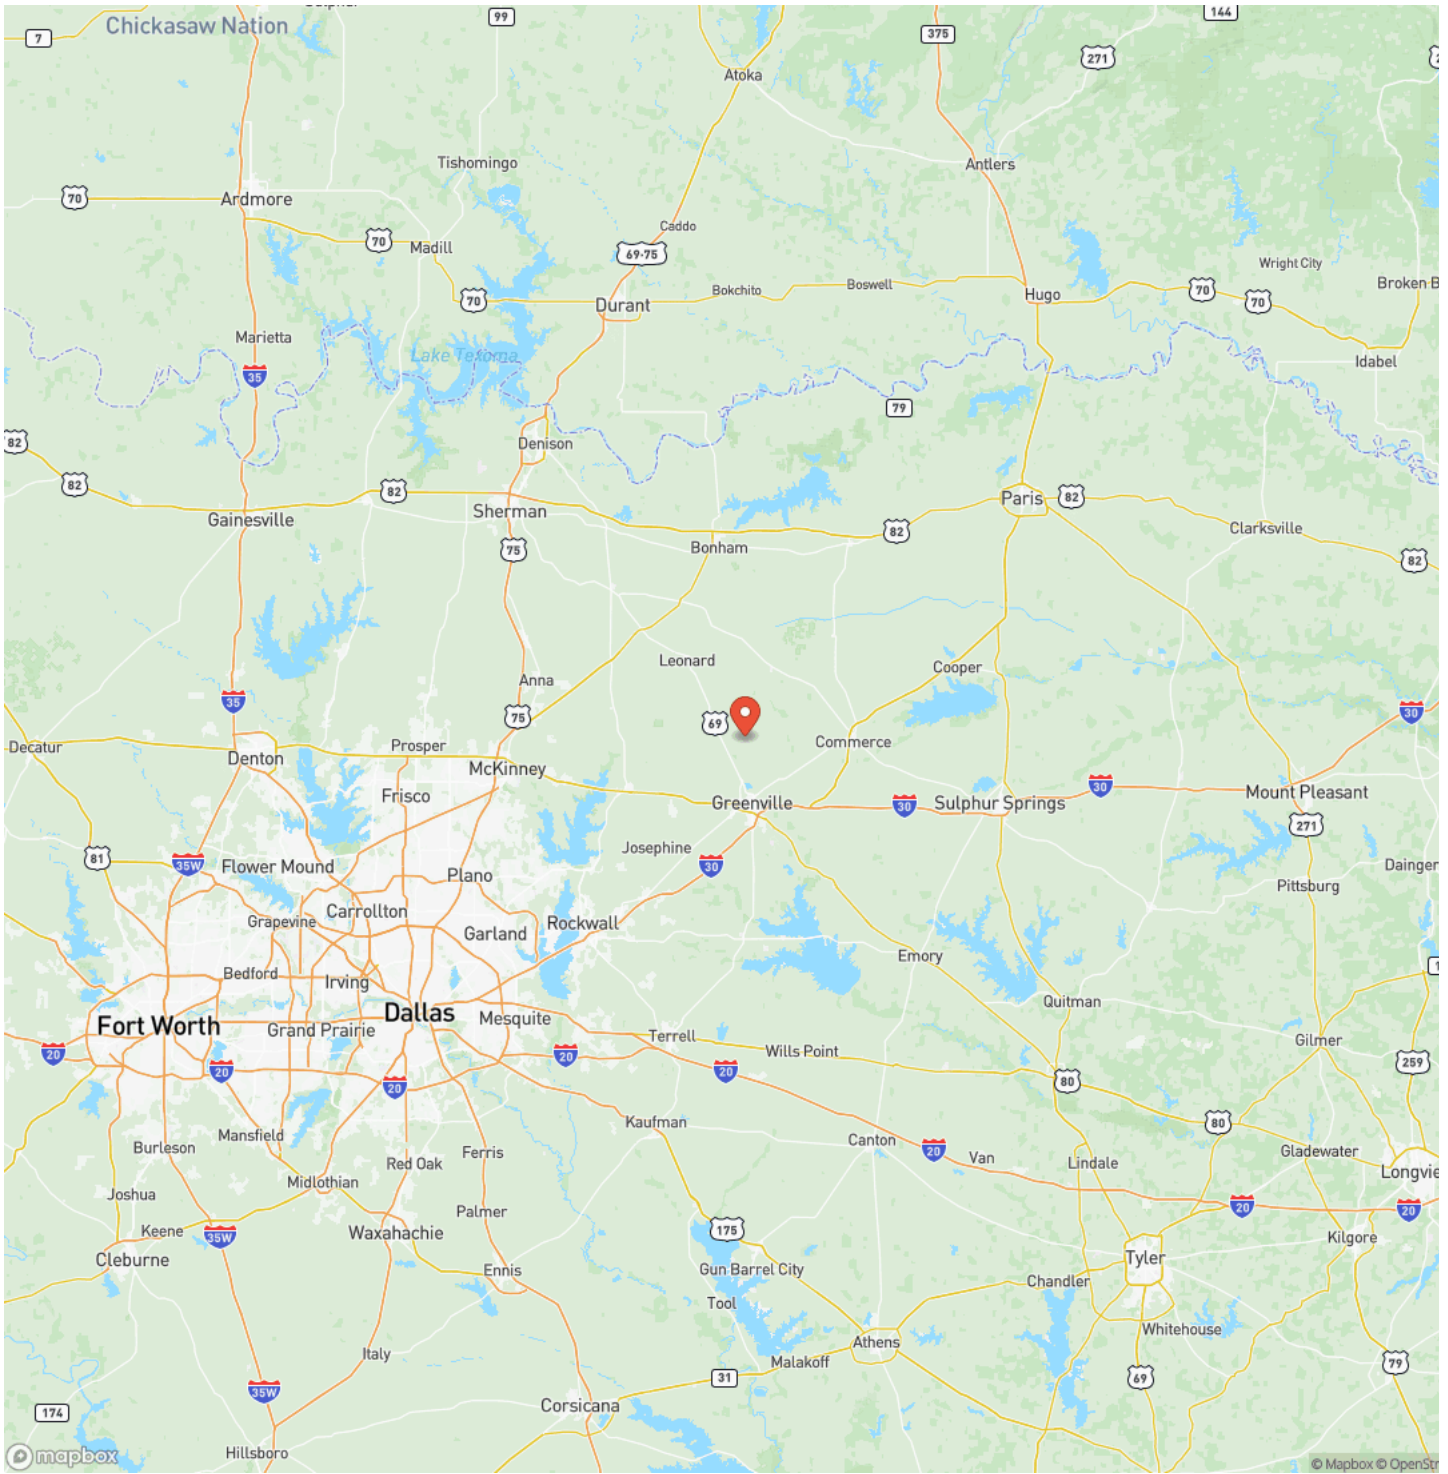 99
144
Chickasaw Nation
7
375
271
Atoka
Tishomingo
Antlers
70
Ardmore
Caddo
70
Madill
69-75
Wright City
Boswell
Bokchito
Broken B
70
70
70
Hugo
Durant
Marietta
Lake Texoma
Idabel
35
79
82
Denison
82
82
Paris
82
Sherman
Gainesville
Clarksville
82
75
Bonham
82
Leonard
Cooper
Anna
35
75
69
30
Decatur
Prosper
Commerce
Denton
McKinney
30
Frisco
Greenville
30
Sulphur Springs
Mount Pleasant
271
Josephine
81
35W
Flower Mound
30
Dainger
Plano
Pittsburg
Carrollton
Grapevine
Rockwall
Garland
Emory
Bedford
Irving
Quitman
Dallas
Fort Worth
Grand Prairie
Mesquite
Terrell
Gilmer
20
20
Wills Point
259
20
20
80
20
Kaufman
80
Mansfield
Canton
Burleson
Ferris
20
Van
Gladewater
Red Oak
Lindale
Longvie
Midlothian
Joshua
20
20
Palmer
Keene
35W
Waxahachie
175
Kilgore
Cleburne
Tyler
Ennis
Gun Barrel City
Chandler
Tool
Whitehouse
Athens
Italy
Malakoff
79
31
69
35W
Corsicana
174
Hillsboro
mapbox
© Mapbox © OpenStr